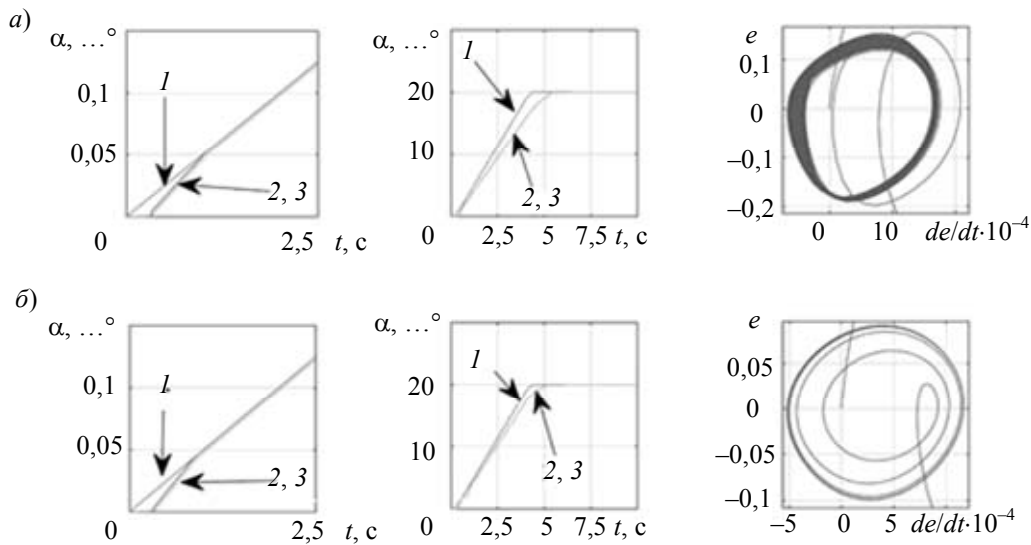 а)
α, ...°
0,1
0,05
0
1
2, 3
2,5
t, с
α, ...°
20
10
0
1
2, 3
2,5
5
7,5
t, с
e
0,1
0
–0,1
–0,2
0
10
de/dt·10⁻⁴
б)
α, ...°
0,1
0,05
0
1
2, 3
2,5
t, с
α, ...°
20
10
0
1
2, 3
2,5
5
7,5
t, с
e
0,05
0
–0,05
–0,1
–5
0
5
de/dt·10⁻⁴